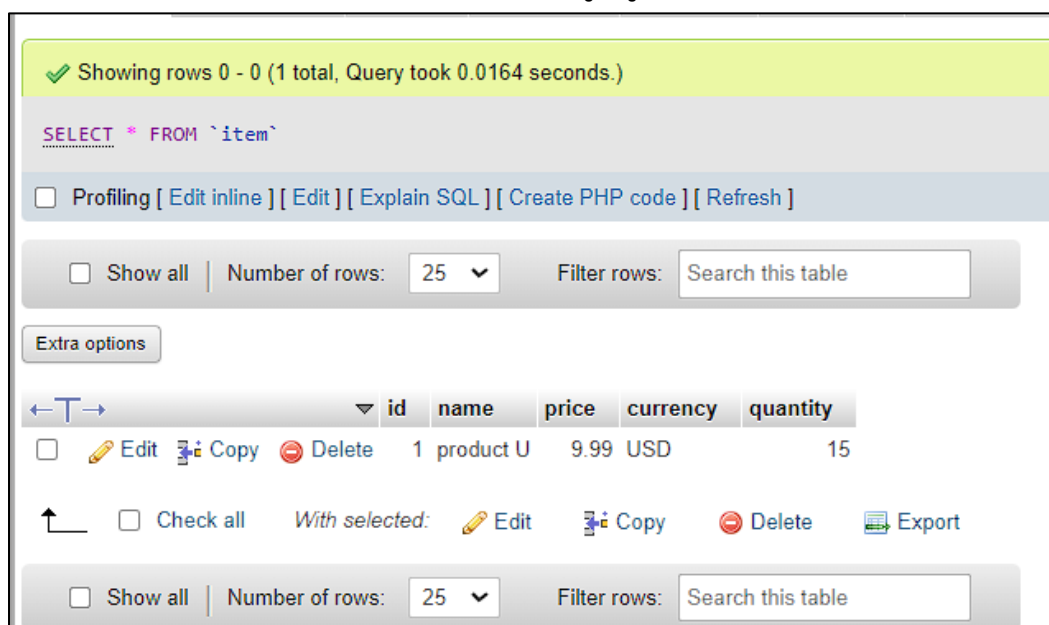 Showing rows 0 - 0 (1 total, Query took 0.0164 seconds.)
SELECT * FROM `item`
Profiling [ Edit inline ] [ Edit ] [ Explain SQL ] [ Create PHP code ] [ Refresh ]
Show all | Number of rows: 25 Filter rows: Search this table
Extra options
id name price currency quantity
Edit Copy Delete 1 product U 9.99 USD 15
Check all With selected: Edit Copy Delete Export
Show all | Number of rows: 25 Filter rows: Search this table